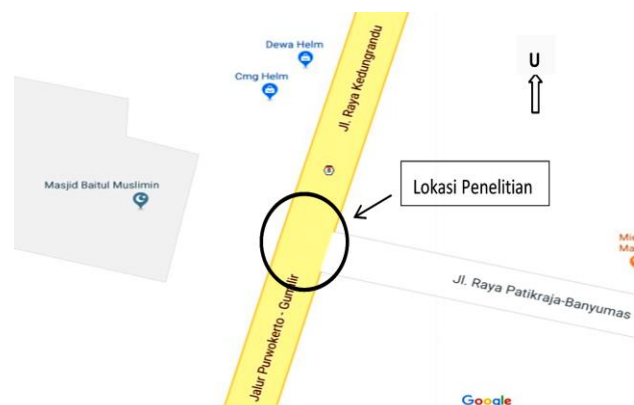 Dewa Helm
Cmg Helm
U
Jl. Raya Kedungrandu
Lokasi Penelitian
Masjid Baitul Muslimin
Jl. Raya Patikraja-Banyumas
Jalur Purwokerto - Gumilir
Google